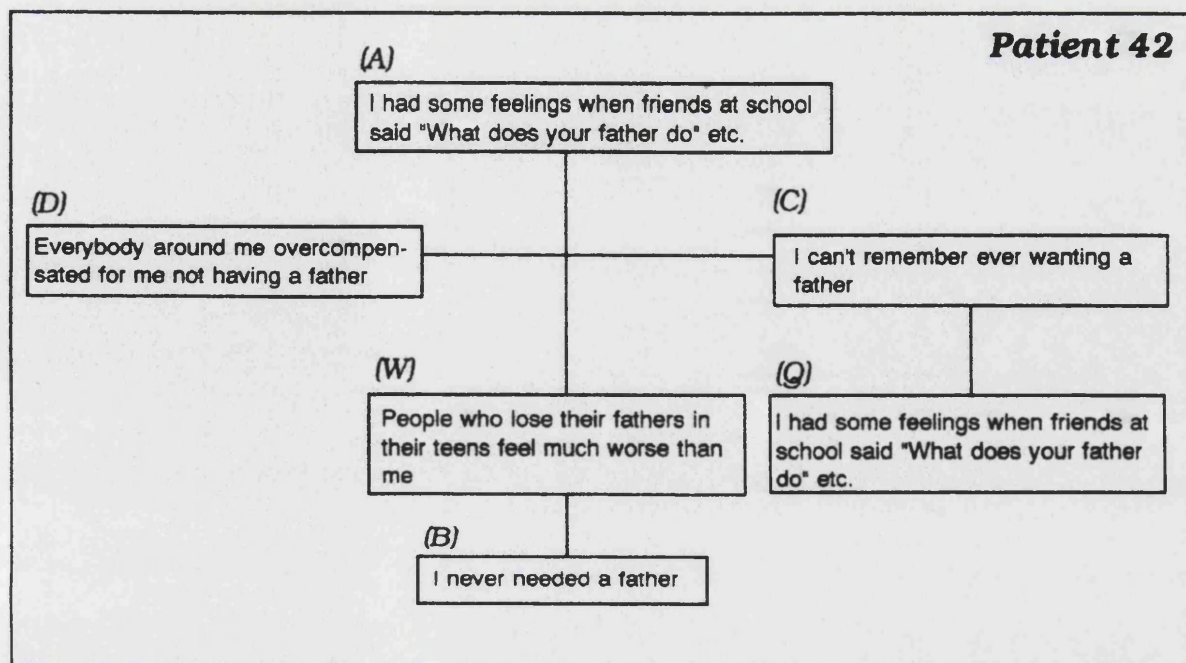 Patient 42
(A)
I had some feelings when friends at school
said "What does your father do" etc.
(D)
Everybody around me overcompen-
sated for me not having a father
(C)
I can't remember ever wanting a
father
(W)
People who lose their fathers in
their teens feel much worse than
me
(Q)
I had some feelings when friends at
school said "What does your father
do" etc.
(B)
I never needed a father